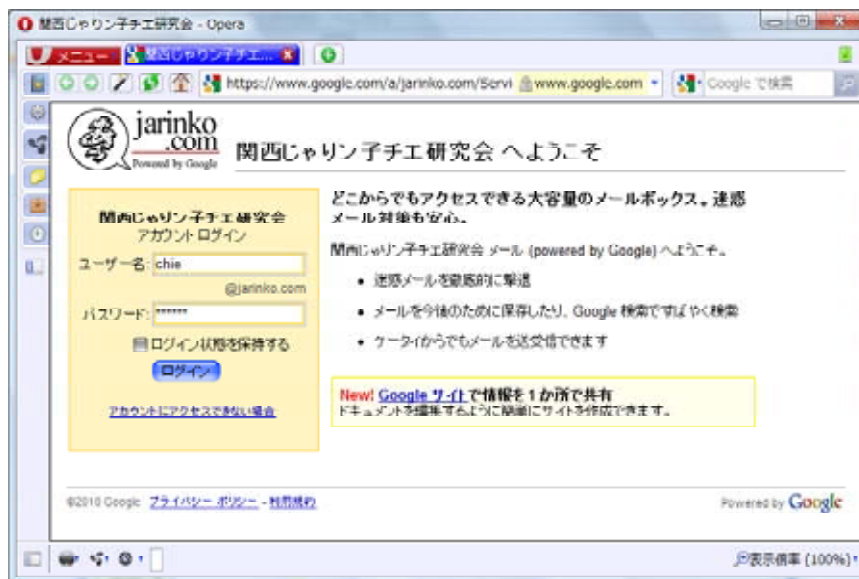 関西じゃリン子チエ研究会 - Opera
メニュー 関西じゃリン子チエ...
https://www.google.com/a/jarinko.com/Servi www.google.com Google で検索
jarinko
.com
Powered by Google
関西じゃリン子チエ研究会 へようこそ
どこからでもアクセスできる大容量のメールボックス。迷惑
メール対策も安心。
関西じゃリン子チエ研究会 メール (powered by Google) へようこそ。
• 迷惑メールを徹底的に撃退
• メールを今後のために保存したり、Google 検索ですばやく検索
• ケータイからでもメールを送受信できます
New! Google サイトで情報を 1 か所で共有
ドキュメントを編集するように簡単にサイトを作成できます。
関西じゃリン子チエ研究会
アカウント ログイン
ユーザー名: chie
@jarinko.com
パスワード: ******
ログイン状態を保持する
ログイン
アカウントにアクセスできない場合
©2010 Google プライバシー ポリシー - 利用規約
Powered by Google
表示倍率 (100%)